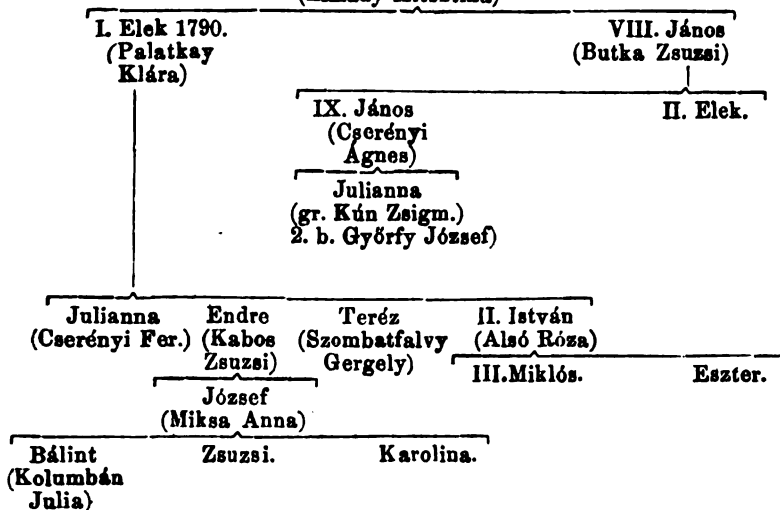 I. Elek 1790. VIII. János
(Palatkay (Butka Zsuzsi)
Klára)
IX. János II. Elek.
(Cserényi
Ágnes)
Julianna
(gr. Kún Zsigm.)
2. b. Győrfy József)
Julianna Endre Teréz II. István
(Cserényi Fer.) (Kabos (Szombatfalvy (Alsó Róza)
Zsuzsi) Gergely)
III. Miklós. Eszter.
József
(Miksa Anna)
Bálint Zsuzsi. Karolina.
(Kolumbán
Julia)